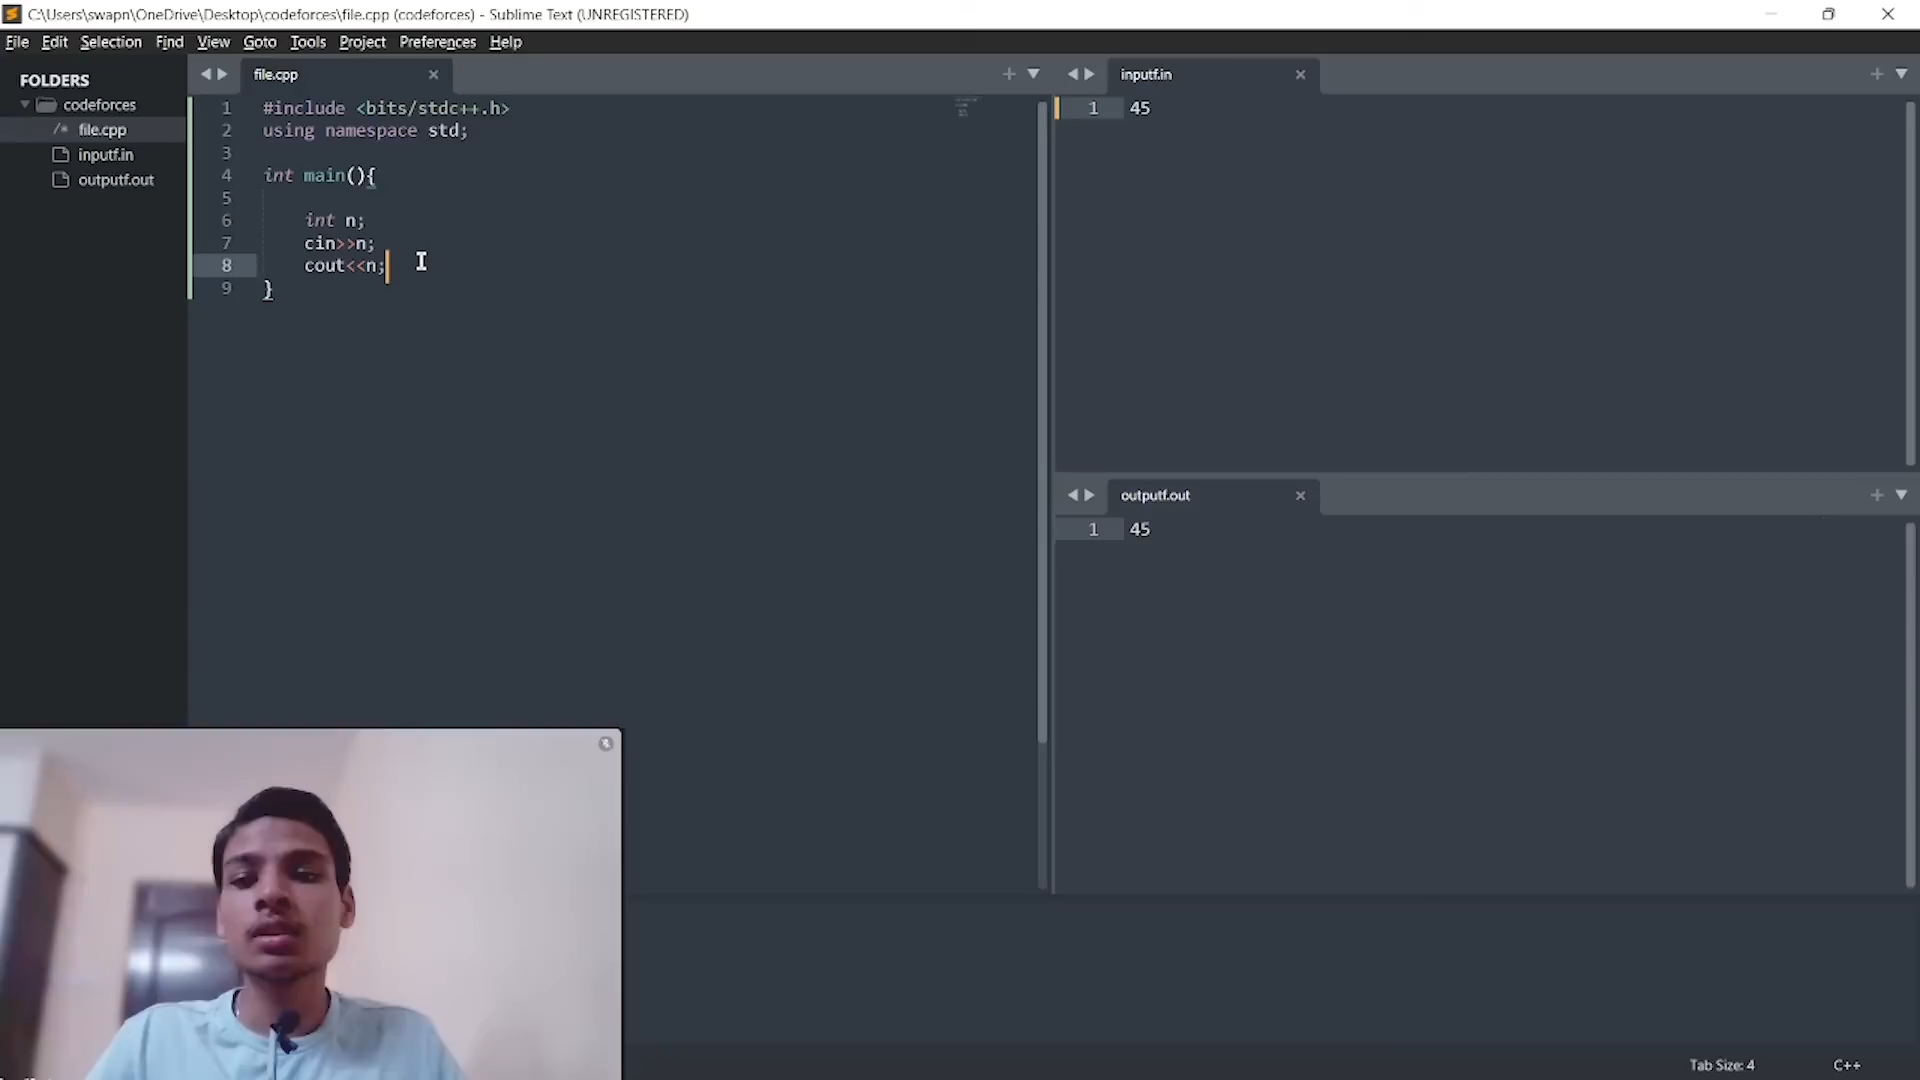 C:\Users\swapn\OneDrive\Desktop\codeforces\file.cpp (codeforces) - Sublime Text (UNREGISTERED)
File Edit Selection Find View Goto Tools Project Preferences Help
FOLDERS
codeforces
/* file.cpp
inputf.in
outputf.out
file.cpp
1 #include <bits/stdc++.h>
2 using namespace std;
3
4 int main(){
5
6 int n;
7 cin>>n;
8 cout<<n;
9 }
inputf.in
1 45
outputf.out
1 45
Tab Size: 4 C++